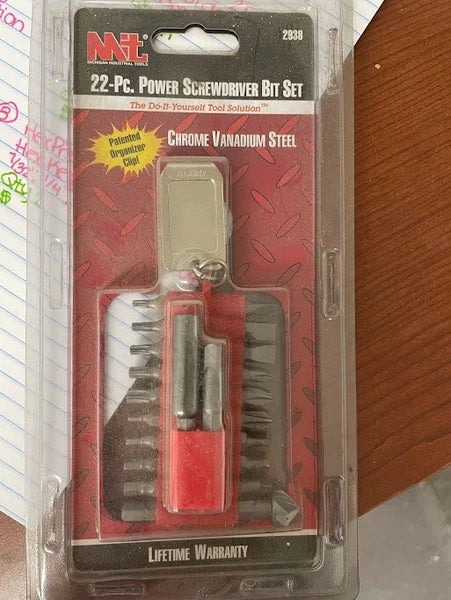 2938
Mit
MICHIGAN INDUSTRIAL TOOLS
22-PC. POWER SCREWDRIVER BIT SET
The Do-It-Yourself Tool Solution™
Patented
Organizer
Clip!
CHROME VANADIUM STEEL
LIFETIME WARRANTY